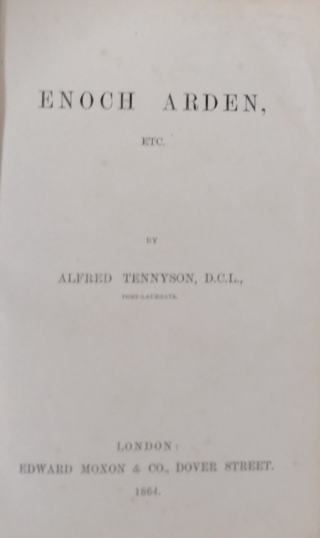 ENOCH ARDEN,
ETC.
BY
ALFRED TENNYSON, D.C.L.,
POET-LAUREATE.
LONDON:
EDWARD MOXON & CO., DOVER STREET.
1864.